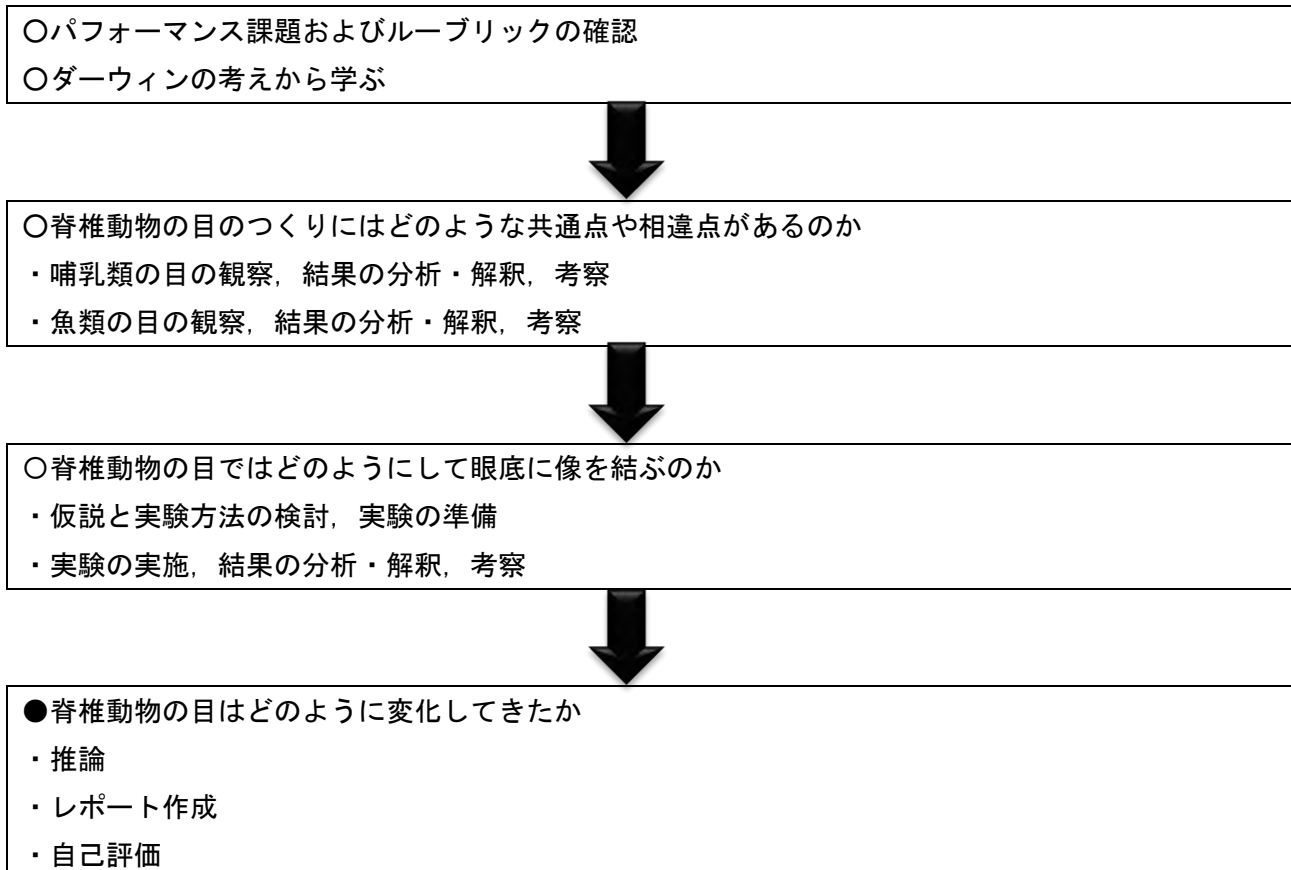 〇パフォーマンス課題およびルーブリックの確認
〇ダーウィンの考えから学ぶ
〇脊椎動物の目のつくりにはどのような共通点や相違点があるのか
・哺乳類の目の観察，結果の分析・解釈，考察
・魚類の目の観察，結果の分析・解釈，考察
〇脊椎動物の目ではどのようにして眼底に像を結ぶのか
・仮説と実験方法の検討，実験の準備
・実験の実施，結果の分析・解釈，考察
●脊椎動物の目はどのように変化してきたか
・推論
・レポート作成
・自己評価